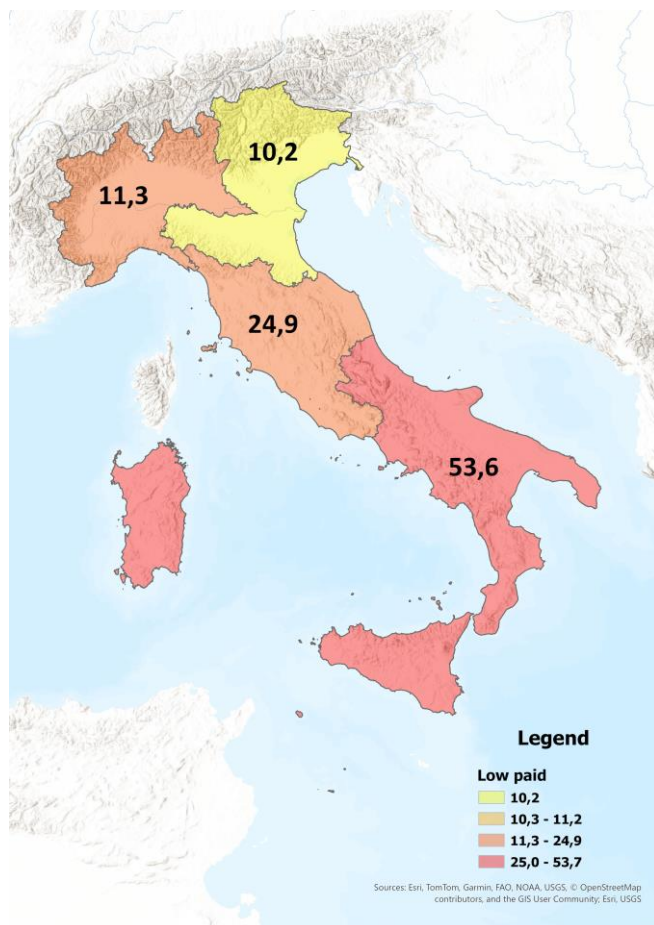 10,2
11,3
24,9
53,6
Legend
Low paid
10,2
10,3 - 11,2
11,3 - 24,9
25,0 - 53,7
Sources: Esri, TomTom, Garmin, FAO, NOAA, USGS, © OpenStreetMap
contributors, and the GIS User Community; Esri, USGS